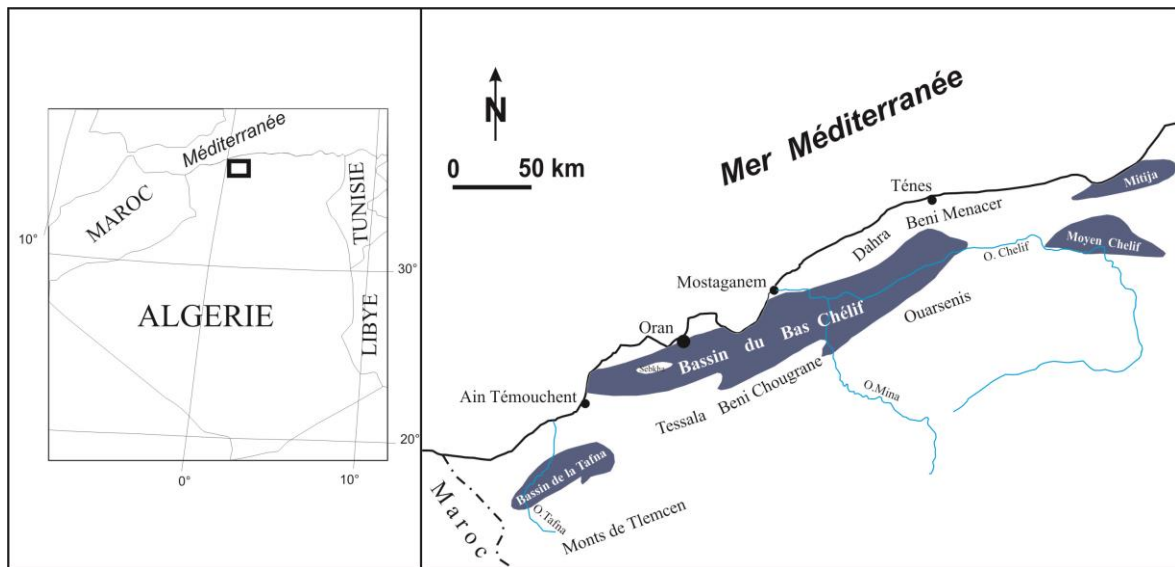 Méditerranée
MAROC
TUNISIE
10°
30°
ALGERIE
LIBYE
20°
0°
10°
N
0 50 km
Mer Méditerranée
Mitija
Ténes
Beni Menacer
Dahra
Moyen Chelif
O. Chelif
Mostaganem
Ouarsenis
Oran
Bassin du Bas Chélif
Sebkha
Ain Témouchent
Tessala Beni Chougrane
O.Mina
Bassin de la Tafna
O.Tafna
Monts de Tlemcen
Maroc